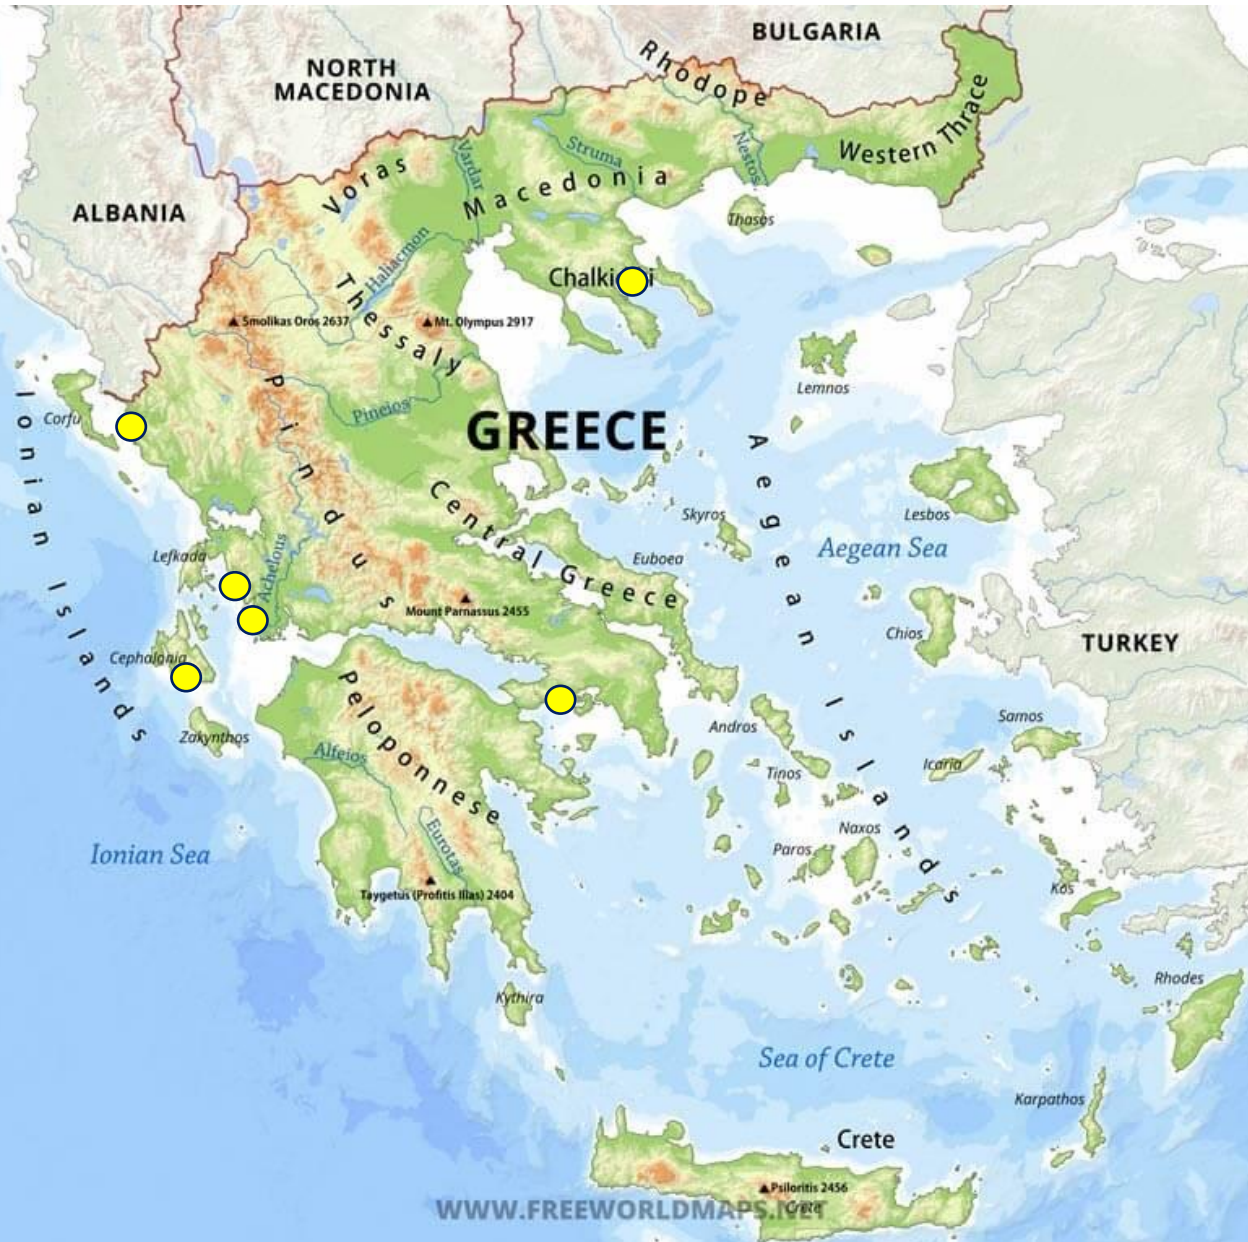 BULGARIA
NORTH
MACEDONIA
Rhodope
Western Thrace
Voras
Vardar
Struma
Nestos
Macedonia
ALBANIA
Thasos
Haliacmon
Chalki i
Thessaly
Smolikas Oros 2637
Mt. Olympus 2917
Lemnos
Pindus
Pineios
Corfu
GREECE
Ionian Islands
Aegean Islands
Central Greece
Skyros
Lesbos
Aegean Sea
Lefkada
Achelous
Euboea
Mount Parnassus 2455
Chios
TURKEY
Cephalonia
Peloponnese
Zakynthos
Alfeios
Andros
Samos
Tinos
Icaria
Naxos
Paros
Eurotas
Ionian Sea
Taygetus (Profitis Illas) 2404
Kos
Kythira
Rhodes
Sea of Crete
Karpathos
Crete
Psiloritis 2456
Crete
WWW.FREEWORLDMAPS.NET